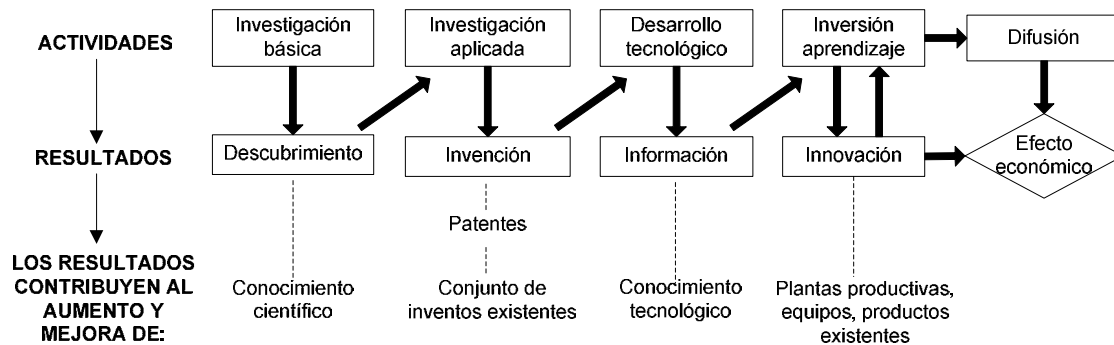 ACTIVIDADES
Investigación
básica
Investigación
aplicada
Desarrollo
tecnológico
Inversión
aprendizaje
Difusión
RESULTADOS
Descubrimiento
Invención
Información
Innovación
Efecto
económico
Patentes
LOS RESULTADOS
CONTRIBUYEN AL
AUMENTO Y
MEJORA DE:
Conocimiento
científico
Conjunto de
inventos existentes
Conocimiento
tecnológico
Plantas productivas,
equipos, productos
existentes